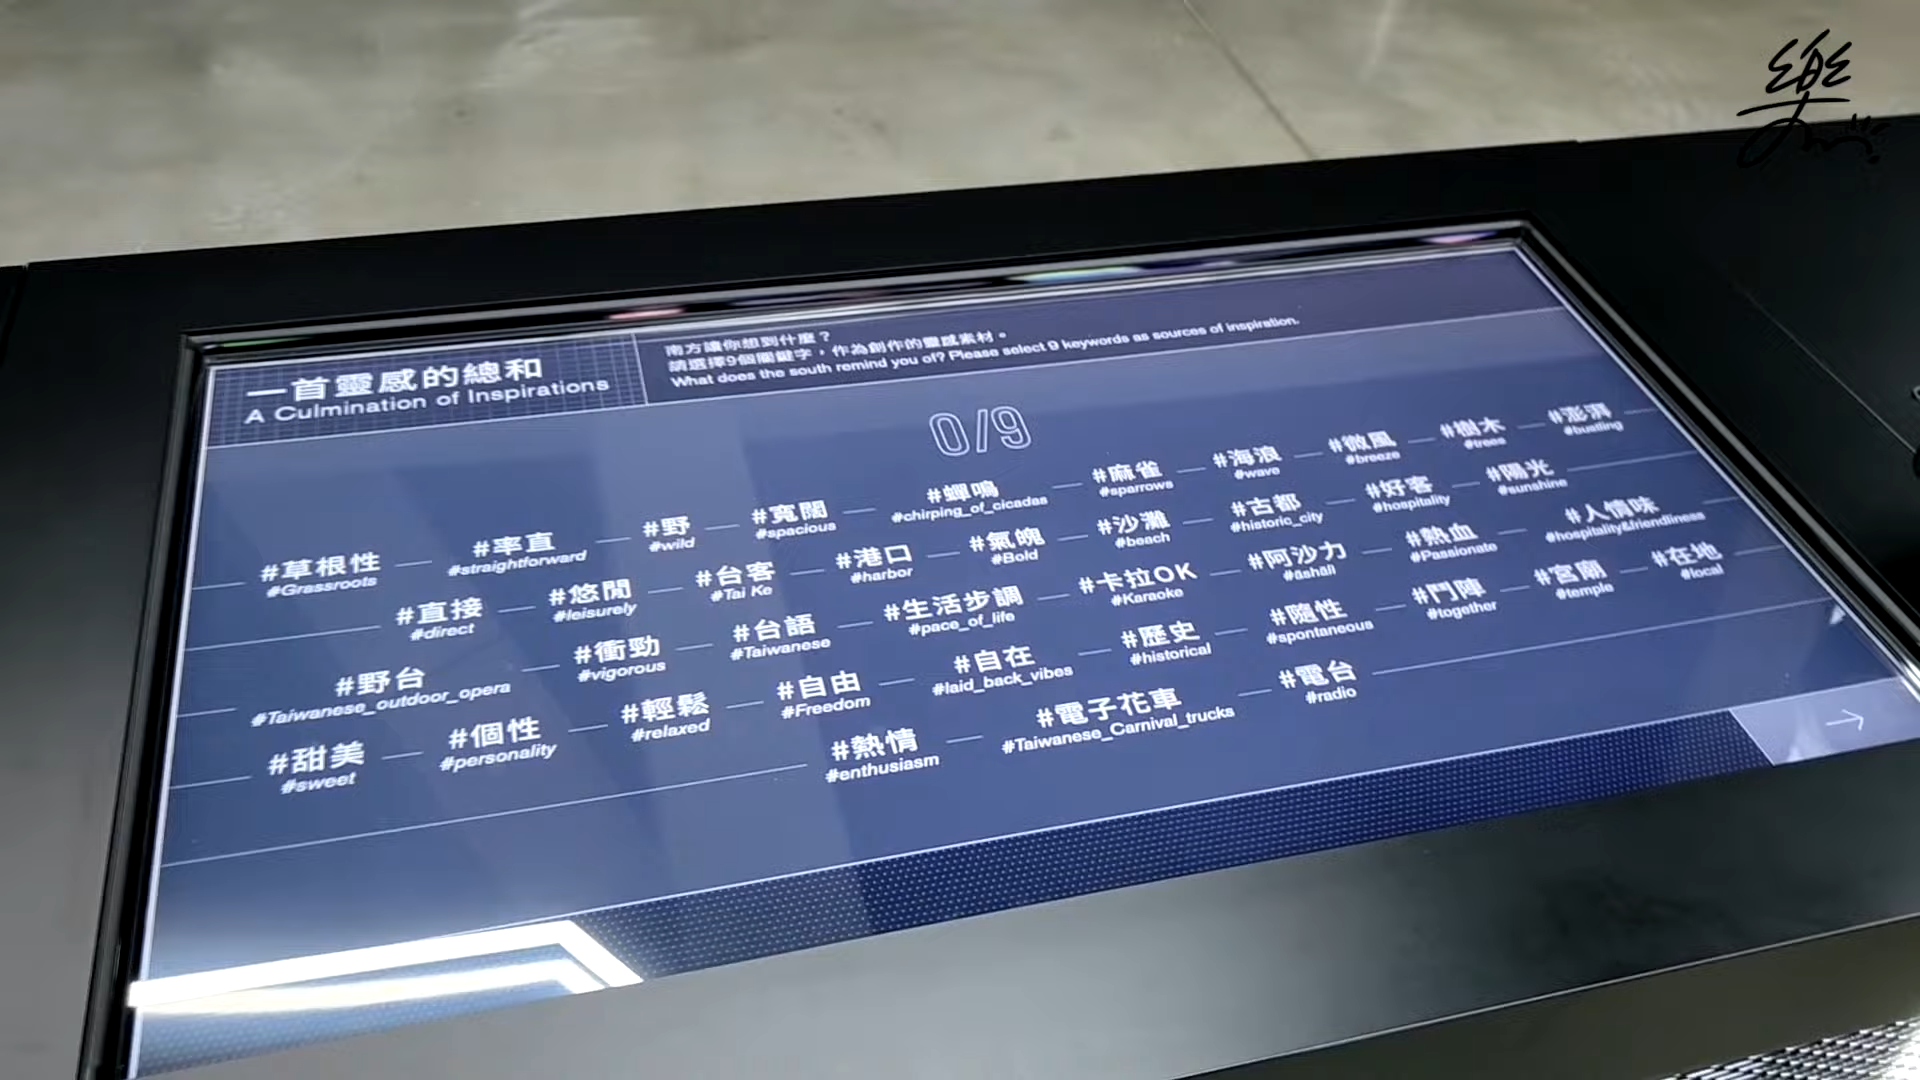 一首靈感的總和
A Culmination of Inspirations
南方讓你想到什麼？
請選擇9個關鍵字，作為創作的靈感素材。
What does the south remind you of? Please select 9 keywords as sources of inspiration.
0/9
#草根性 #率直 #野 #寬闊 #蟬鳴 #麻雀 #海浪 #微風 #樹木 #澎湃
#Grassroots #straightforward #wild #spacious #chirping_of_cicadas #sparrows #wave #breeze #trees #bustling
#直接 #悠閒 #台客 #港口 #氣魄 #沙灘 #古都 #好客 #陽光
#direct #leisurely #Tai Ke #harbor #Bold #beach #historic_city #hospitality #sunshine
#野台 #衝勁 #台語 #生活步調 #卡拉OK #阿沙力 #熱血 #人情味
#Taiwanese_outdoor_opera #vigorous #Taiwanese #pace_of_life #Karaoke #āshālì #Passionate #hospitality&friendliness
#甜美 #個性 #輕鬆 #自由 #自在 #歷史 #隨性 #鬥陣 #宮廟 #在地
#sweet #personality #relaxed #Freedom #laid_back_vibes #historical #spontaneous #together #temple #local
#熱情 #電子花車 #電台
#enthusiasm #Taiwanese_Carnival_trucks #radio
樂